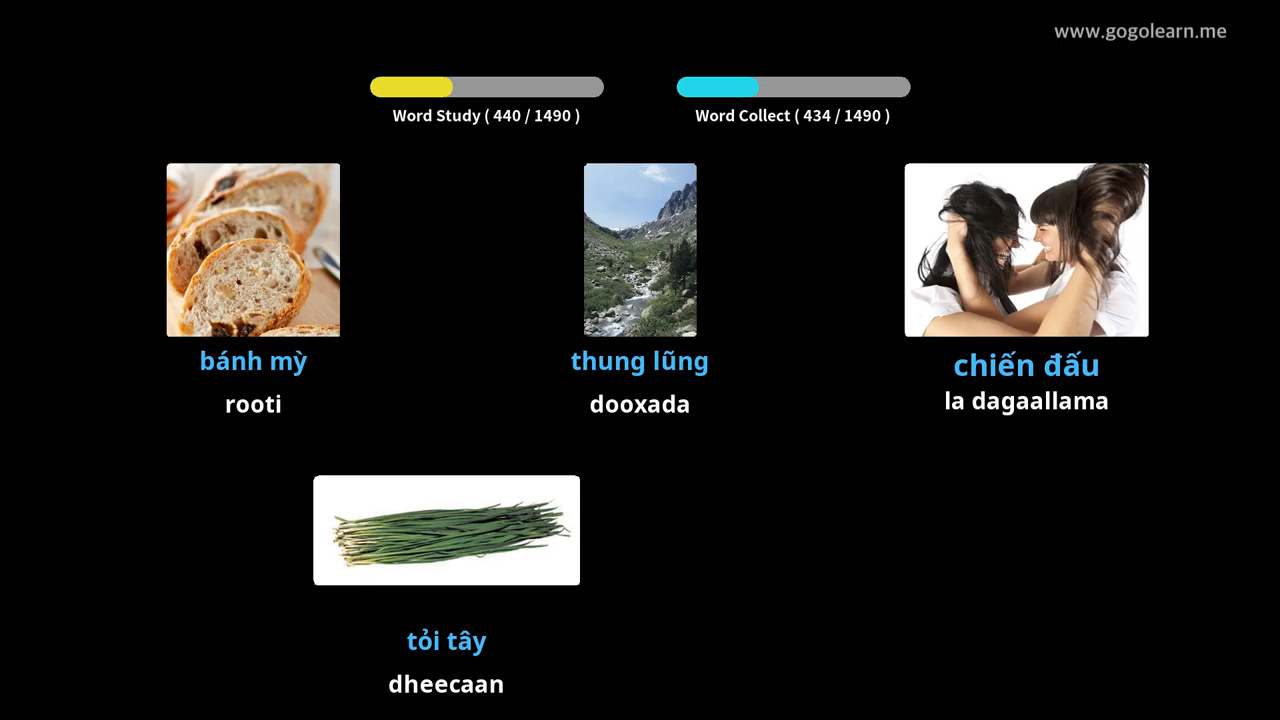 www.gogolearn.me
Word Study ( 440 / 1490 )
Word Collect ( 434 / 1490 )
bánh mỳ
rooti
thung lũng
dooxada
chiến đấu
la dagaallama
tỏi tây
dheecaan